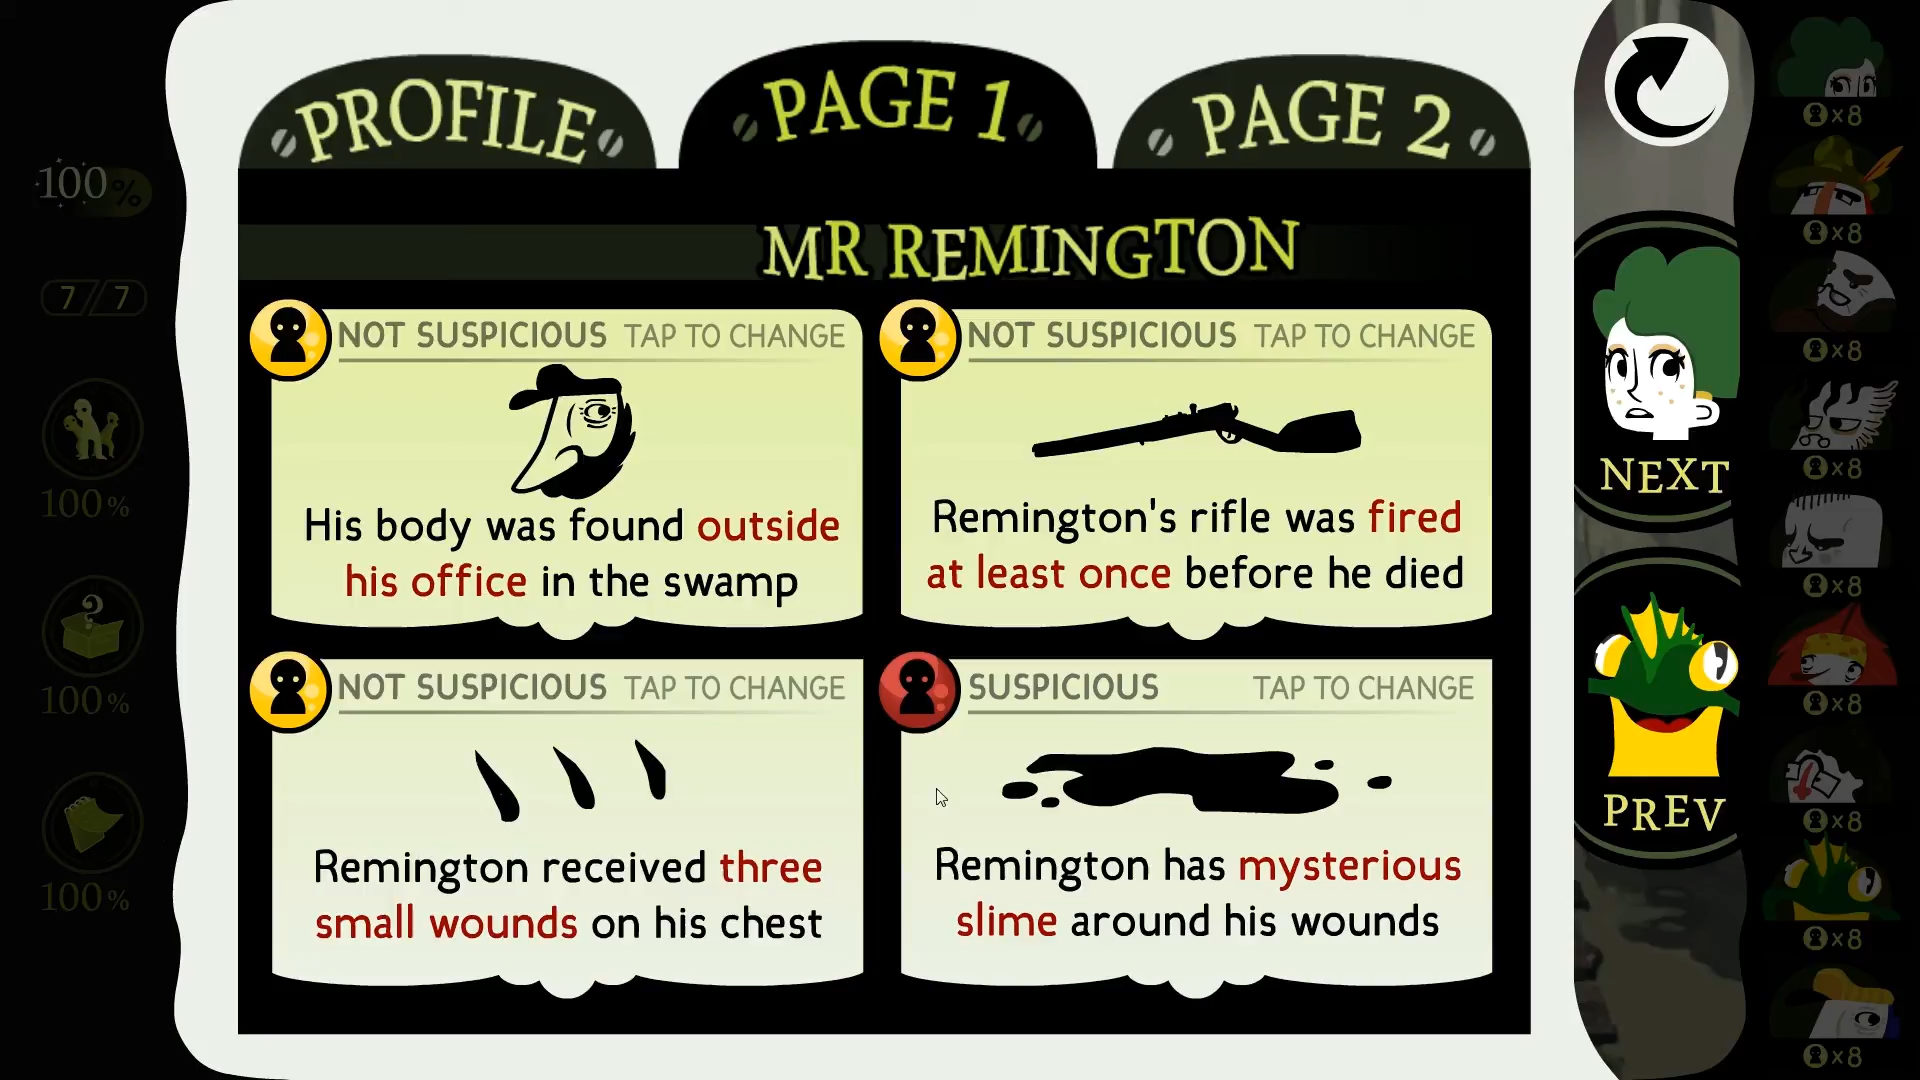 PROFILE
PAGE 1
PAGE 2
MR REMINGTON
NOT SUSPICIOUS TAP TO CHANGE
His body was found outside
his office in the swamp
NOT SUSPICIOUS TAP TO CHANGE
Remington's rifle was fired
at least once before he died
NOT SUSPICIOUS TAP TO CHANGE
Remington received three
small wounds on his chest
SUSPICIOUS TAP TO CHANGE
Remington has mysterious
slime around his wounds
NEXT
PREV
100%
7/7
100%
?
100%
100%
x8
x8
x8
x8
x8
x8
x8
x8
x8